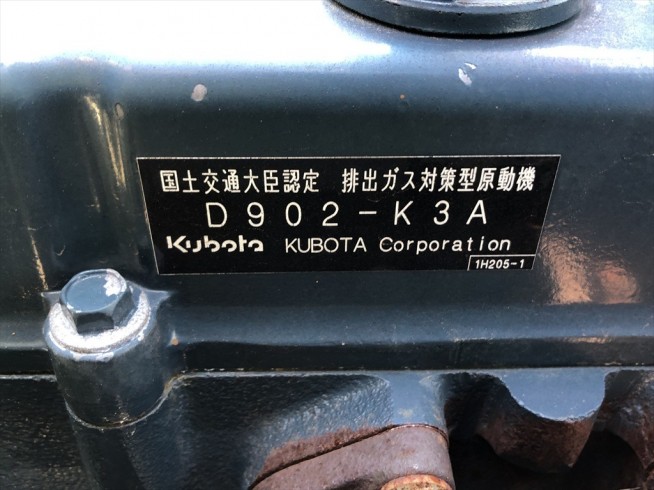 国土交通大臣認定 排出ガス対策型原動機
D902-K3A
Kubota KUBOTA Corporation
1H205-1